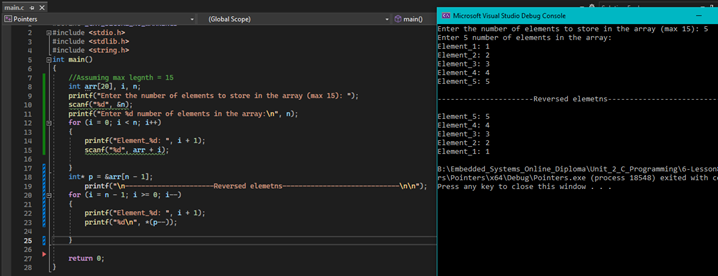 main.c
Microsoft Visual Studio Debug Console
C Pointers
(Global Scope)
main()
2 #include <stdio.h>
3 #include <stdlib.h>
4 #include <string.h>
5 int main()
6 {
7 //Assuming max legnth = 15
8 int arr[20], i, n;
9 printf("Enter the number of elements to store in the array (max 15): ");
10 scanf("%d", &n);
11 printf("Enter %d number of elements in the array:\n", n);
12 for (i = 0; i < n; i++)
13 {
14 printf("Element_%d: ", i + 1);
15 scanf("%d", arr + i);
16
17 }
18 int* p = &arr[n - 1];
19 printf("\n-----------------------Reversed elemetns-----------------------------\n\n");
20 for (i = n - 1; i >= 0; i--)
21 {
22 printf("Element_%d: ", i + 1);
23 printf("%d\n", *(p--));
24
25 }
26
27 return 0;
28 }
Enter the number of elements to store in the array (max 15): 5
Enter 5 number of elements in the array:
Element_1: 1
Element_2: 2
Element_3: 3
Element_4: 4
Element_5: 5
-----------------------Reversed elemetns--------------------------
Element_5: 5
Element_4: 4
Element_3: 3
Element_2: 2
Element_1: 1
B:\Embedded_Systems_Online_Diploma\Unit_2_C_Programming\6-Lesson
rs\Pointers\x64\Debug\Pointers.exe (process 18548) exited with co
Press any key to close this window . . .